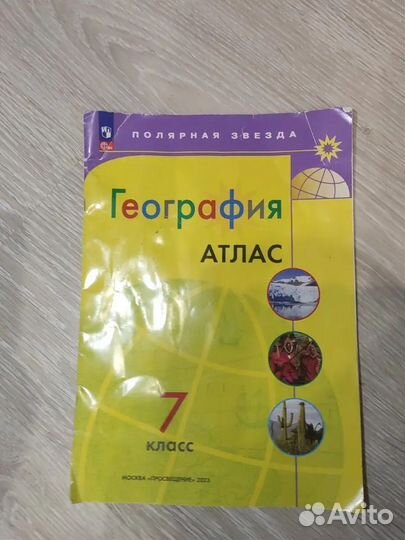 ПОЛЯРНАЯ ЗВЕЗДА
География
АТЛАС
7
класс
МОСКВА «ПРОСВЕЩЕНИЕ» 2023
Avito